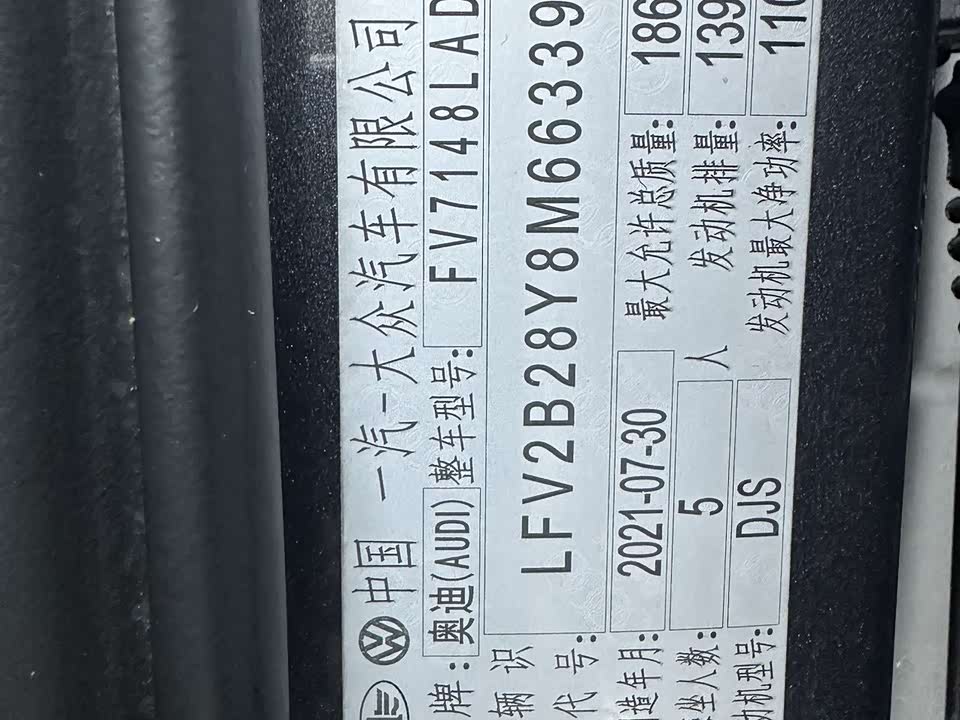 中国 一汽-大众汽车有限公司
牌: 奥迪(AUDI) 整车型号: FV7148LAD
辆识代号: LFV2B28Y8M66339
造年月: 2021-07-30 最大允许总质量: 186
坐人数: 5 人 发动机排量: 139
动机型号: DJS 发动机最大净功率: 110